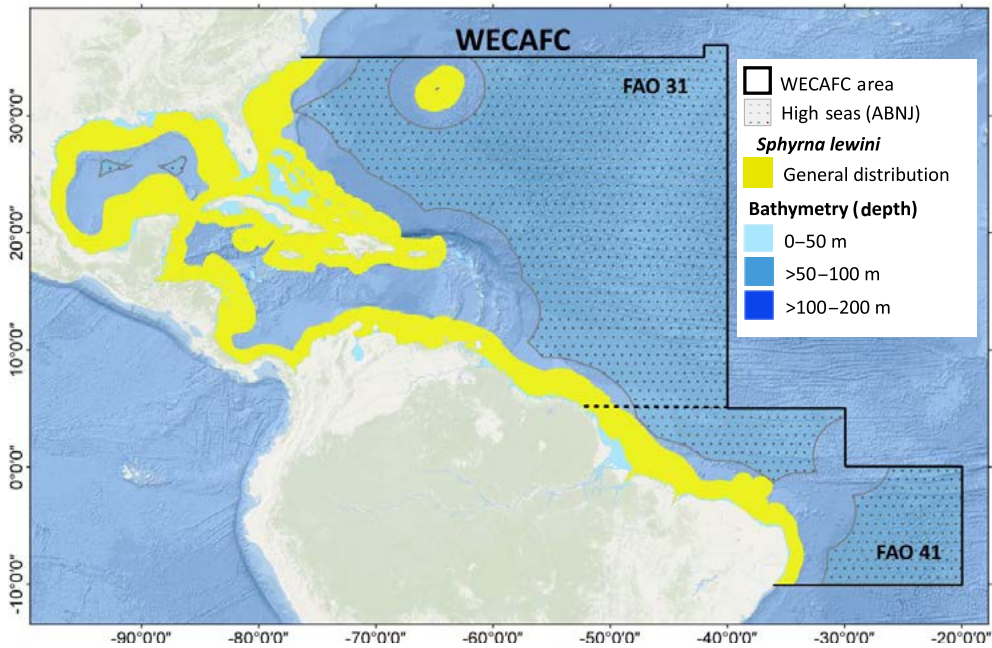 WECAFC
FAO 31
WECAFC area
High seas (ABNJ)
Sphyrna lewini
General distribution
Bathymetry (depth)
0–50 m
>50–100 m
>100–200 m
FAO 41
30°0'0"
20°0'0"
10°0'0"
0°0'0"
-10°0'0"
-90°0'0"
-80°0'0"
-70°0'0"
-60°0'0"
-50°0'0"
-40°0'0"
-30°0'0"
-20°0'0"